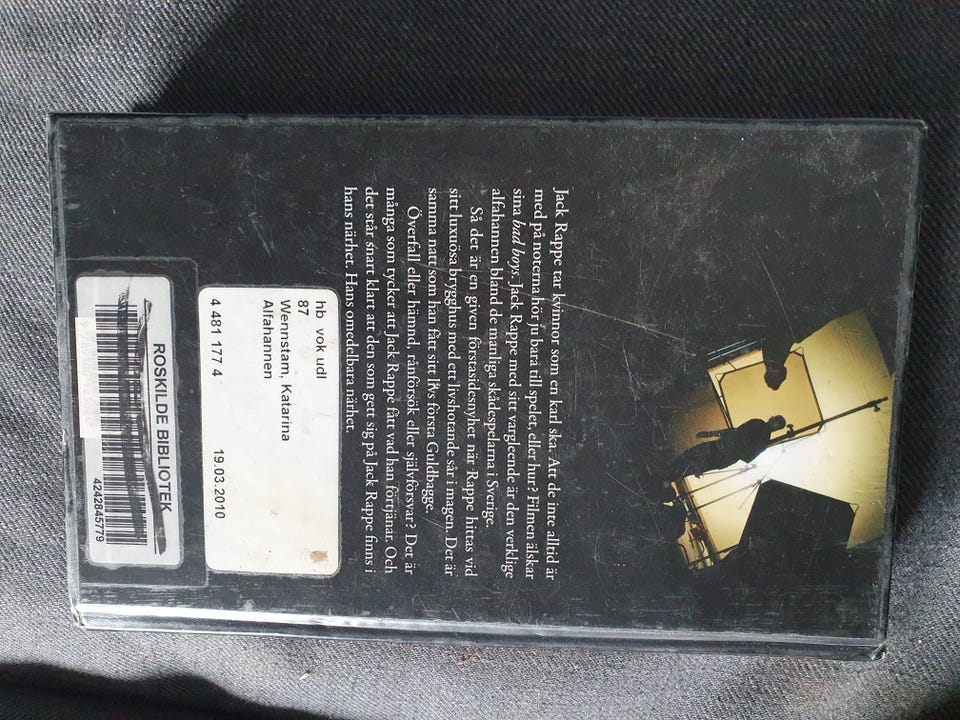 Jack Rappe tar kvinnor som en karl ska. Att de inte alltid är
med på noterna hör ju bara till spelet, eller hur? Filmen älskar
sina bad boys. Jack Rappe med sitt vargleende är den verklige
alfahannen bland de manliga skådespelarna i Sverige.
Så det är en given förstasidesnyhet när Rappe hittas vid
sitt luxuösa brygghus med ett livshotande sår i magen. Det är
samma natt som han fått sitt livs första Guldbagge.
Överfall eller hämnd, rånförsök eller självförsvar? Det är
många som tycker att Jack Rappe fått vad han förtjänar. Och
det står snart klart att den som gett sig på Jack Rappe finns i
hans närhet. Hans omedelbara närhet.
hb vok udl
87
Wennstam, Katarina
Alfahannen
4 481 177 4 19.03.2010
ROSKILDE BIBLIOTEK
4242845779